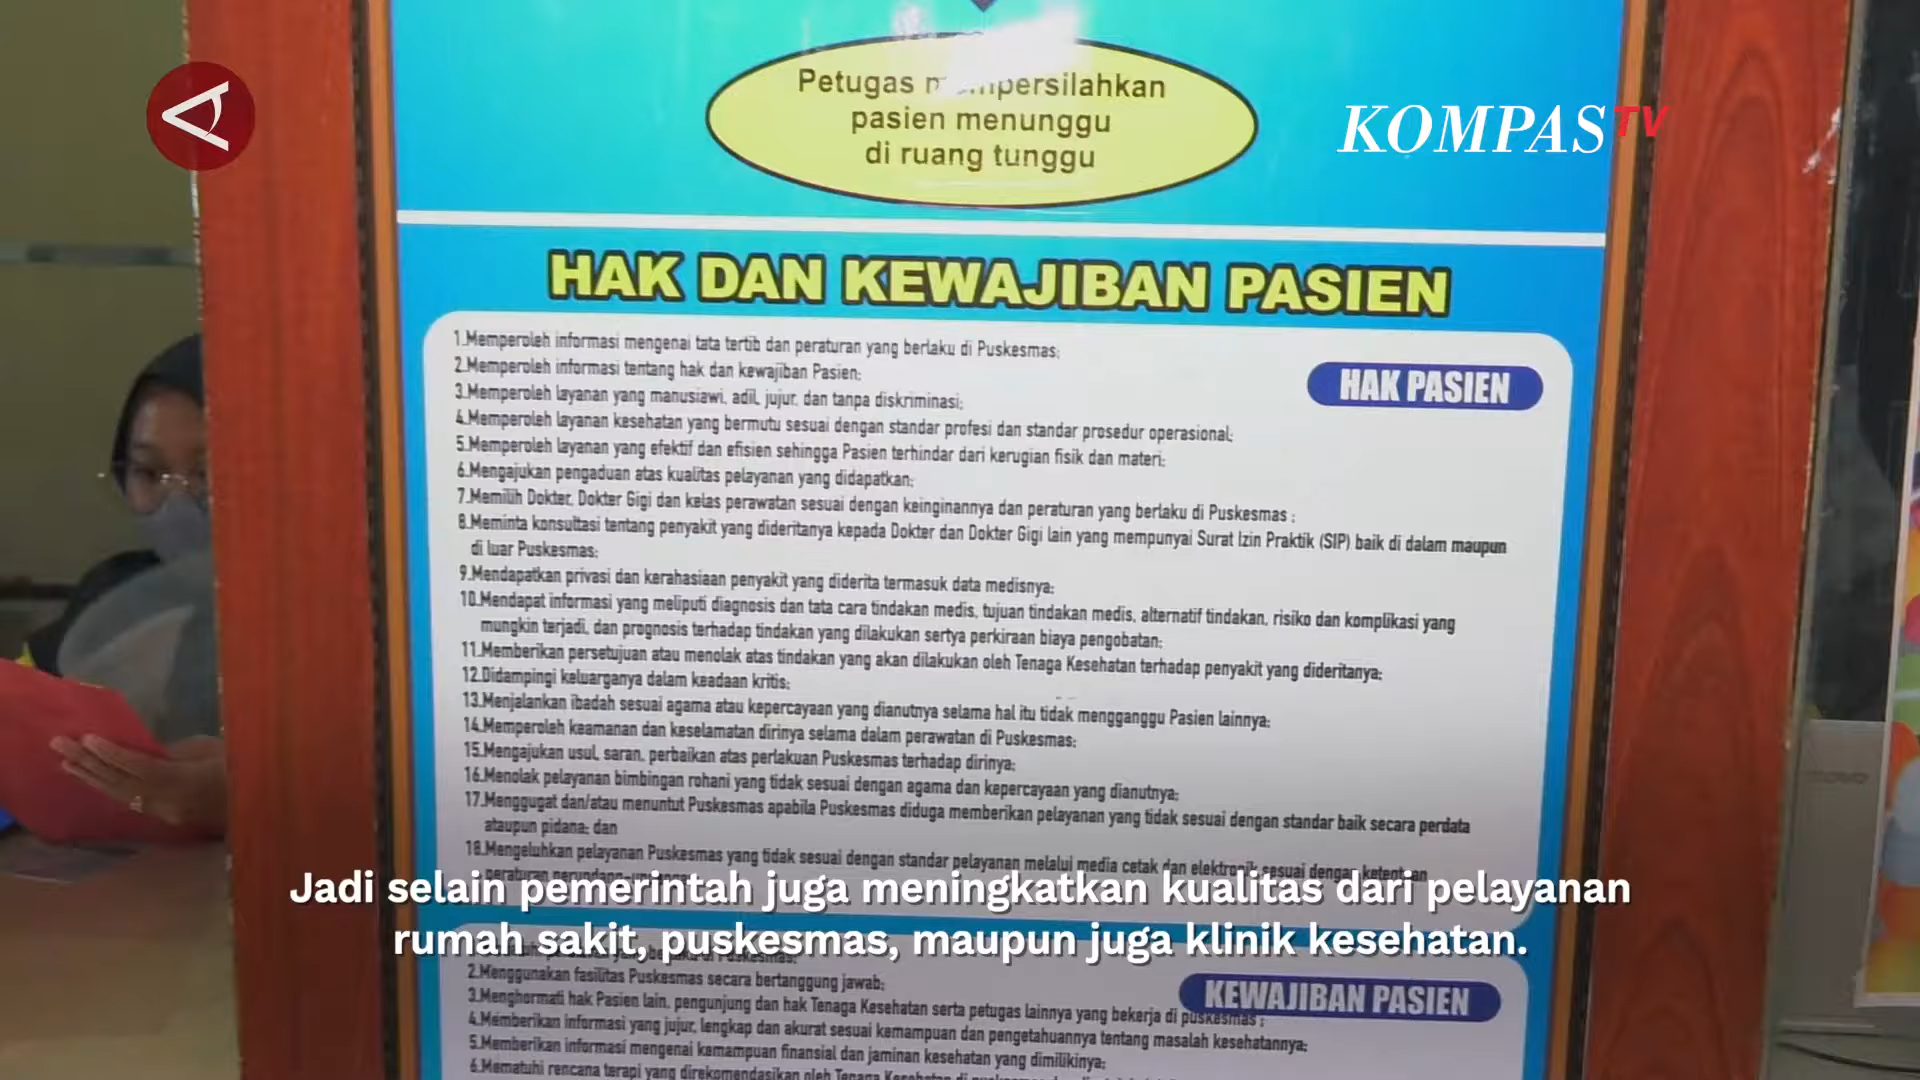 Petugas
pasien menunggu
di ruang tunggu
KOMPASTV
HAK DAN KEWAJIBAN PASIEN
HAK PASIEN
1.Memperoleh informasi mengenai tata tertib dan peraturan yang berlaku di Puskesmas;
2.Memperoleh informasi tentang hak dan kewajiban Pasien;
3.Memperoleh layanan yang manusiawi, adil, jujur, dan tanpa diskriminasi;
4.Memperoleh layanan kesehatan yang bermutu sesuai dengan standar profesi dan standar prosedur operasional;
5.Memperoleh layanan yang efektif dan efisien sehingga Pasien terhindar dari kerugian fisik dan materi;
6.Mengajukan pengaduan atas kualitas pelayanan yang didapatkan;
7.Memilih Dokter, Dokter Gigi dan kelas perawatan sesuai dengan keinginannya dan peraturan yang berlaku di Puskesmas ;
8.Meminta konsultasi tentang penyakit yang dideritanya kepada Dokter dan Dokter Gigi lain yang mempunyai Surat Izin Praktik (SIP) baik di dalam maupun
di luar Puskesmas;
9.Mendapatkan privasi dan kerahasiaan penyakit yang diderita termasuk data medisnya;
10.Mendapat informasi yang meliputi diagnosis dan tata cara tindakan medis, tujuan tindakan medis, alternatif tindakan, risiko dan komplikasi yang
mungkin terjadi, dan prognosis terhadap tindakan yang dilakukan sertya perkiraan biaya pengobatan;
11.Memberikan persetujuan atau menolak atas tindakan yang akan dilakukan oleh Tenaga Kesehatan terhadap penyakit yang dideritanya;
12.Didampingi keluarganya dalam keadaan kritis;
13.Menjalankan ibadah sesuai agama atau kepercayaan yang dianutnya selama hal itu tidak mengganggu Pasien lainnya;
14.Memperoleh keamanan dan keselamatan dirinya selama dalam perawatan di Puskesmas;
15.Mengajukan usul, saran, perbaikan atas perlakuan Puskesmas terhadap dirinya;
16.Menolak pelayanan bimbingan rohani yang tidak sesuai dengan agama dan kepercayaan yang dianutnya;
17.Menggugat dan/atau menuntut Puskesmas apabila Puskesmas diduga memberikan pelayanan yang tidak sesuai dengan standar baik secara perdata
ataupun pidana; dan
18.Mengeluhkan pelayanan Puskesmas yang tidak sesuai dengan standar pelayanan melalui media cetak dan elektronik sesuai dengan ketentuan
Jadi selain pemerintah juga meningkatkan kualitas dari pelayanan
rumah sakit, puskesmas, maupun juga klinik kesehatan.
KEWAJIBAN PASIEN
2.Menggunakan fasilitas Puskesmas secara bertanggung jawab;
3.Menghormati hak Pasien lain, pengunjung dan hak Tenaga Kesehatan serta petugas lainnya yang bekerja di puskesmas ;
4.Memberikan informasi yang jujur, lengkap dan akurat sesuai kemampuan dan pengetahuannya tentang masalah kesehatannya;
5.Memberikan informasi mengenai kemampuan finansial dan jaminan kesehatan yang dimilikinya;
6.Mematuhi rencana terapi yang direkomendasikan oleh Tenaga Kesehatan